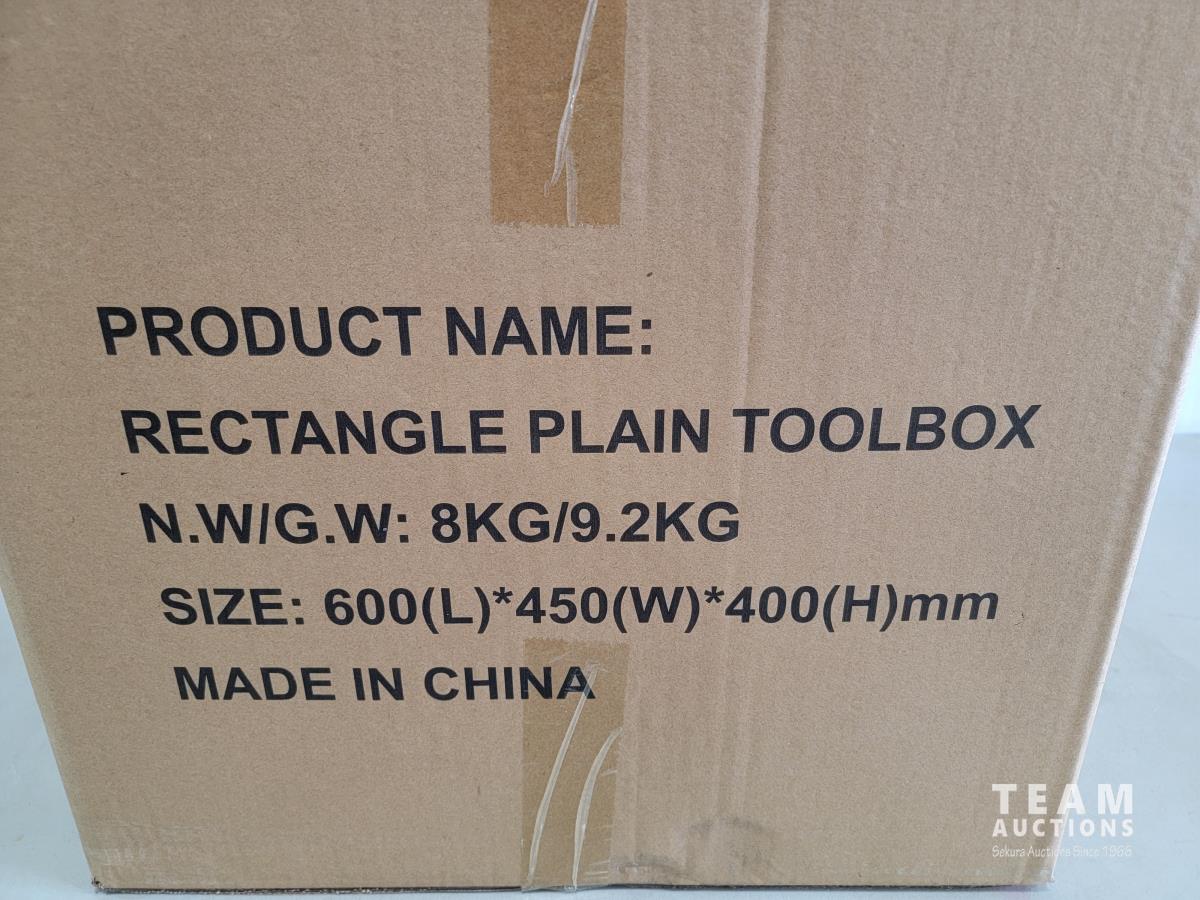 PRODUCT NAME:
RECTANGLE PLAIN TOOLBOX
N.W/G.W: 8KG/9.2KG
SIZE: 600(L)*450(W)*400(H)mm
MADE IN CHINA
TEAM
AUCTIONS
Sekura Auctions Since 1966